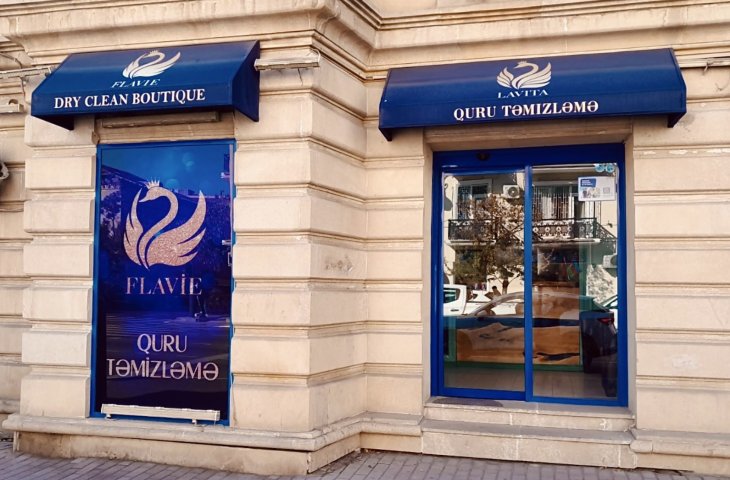 FLAVIE
DRY CLEAN BOUTIQUE
LAVITA
QURU TƏMİZLƏMƏ
FLAVİE
QURU
TƏMİZLƏMƏ